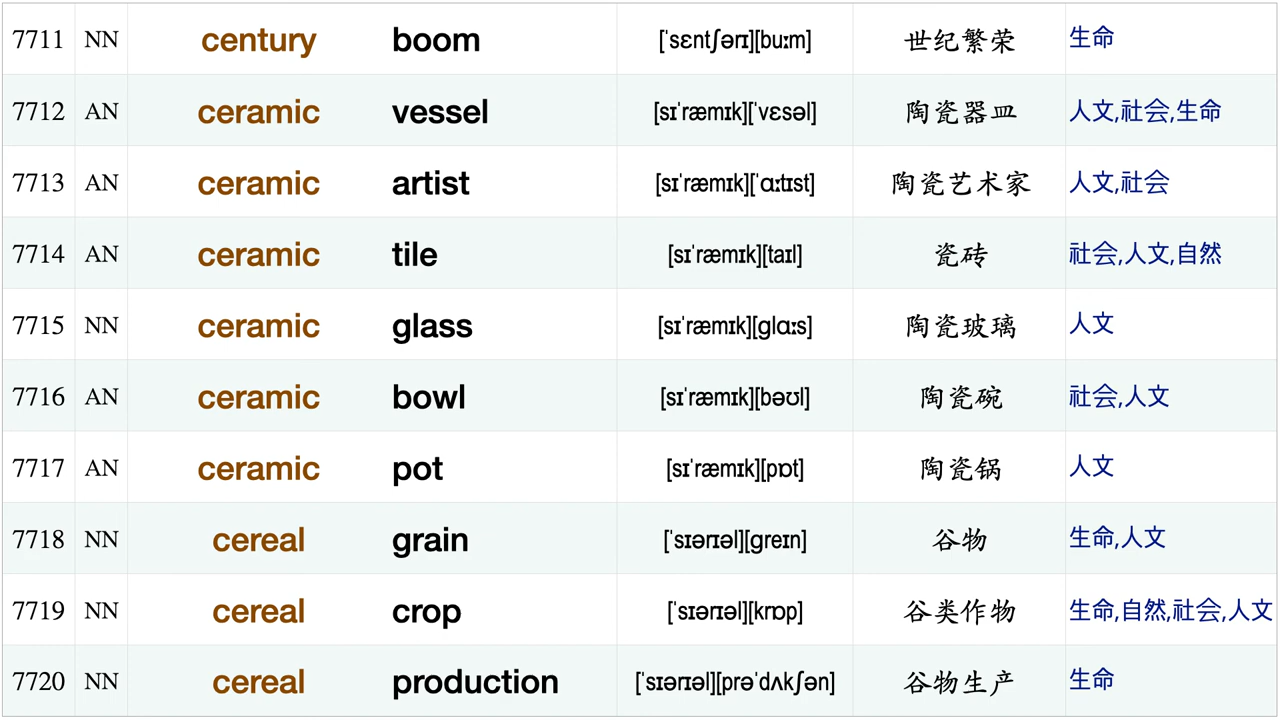 7711 NN century boom [ˈsɛntʃərɪ][buːm] 世纪繁荣 生命
7712 AN ceramic vessel [sɪˈræmɪk][ˈvɛsəl] 陶瓷器皿 人文,社会,生命
7713 AN ceramic artist [sɪˈræmɪk][ˈɑːtɪst] 陶瓷艺术家 人文,社会
7714 AN ceramic tile [sɪˈræmɪk][taɪl] 瓷砖 社会,人文,自然
7715 NN ceramic glass [sɪˈræmɪk][glɑːs] 陶瓷玻璃 人文
7716 AN ceramic bowl [sɪˈræmɪk][bəʊl] 陶瓷碗 社会,人文
7717 AN ceramic pot [sɪˈræmɪk][pɒt] 陶瓷锅 人文
7718 NN cereal grain [ˈsɪərɪəl][greɪn] 谷物 生命,人文
7719 NN cereal crop [ˈsɪərɪəl][krɒp] 谷类作物 生命,自然,社会,人文
7720 NN cereal production [ˈsɪərɪəl][prəˈdʌkʃən] 谷物生产 生命